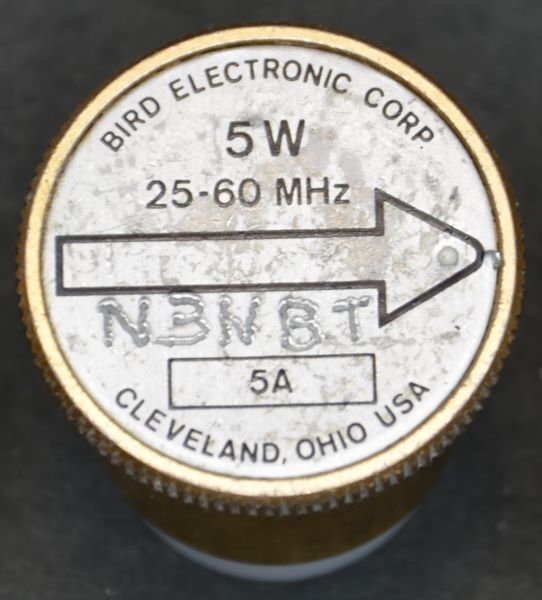 BIRD ELECTRONIC CORP
5W
25-60 MHz
N3NBT
5A
CLEVELAND, OHIO USA